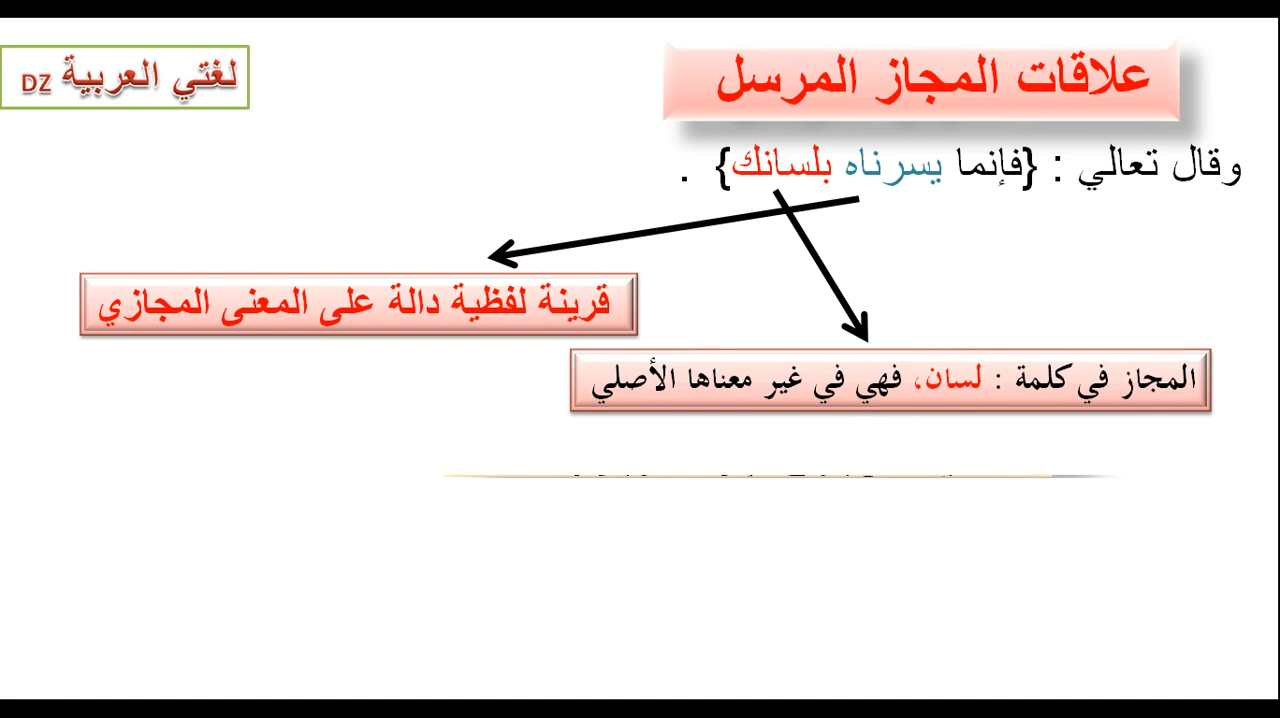 علاقات المجاز المرسل
لغتي العربية DZ
وقال تعالي : {فإنما يسرناه بلسانك} .
قرينة لفظية دالة على المعنى المجازي
المجاز في كلمة : لسان، فهي في غير معناها الأصلي